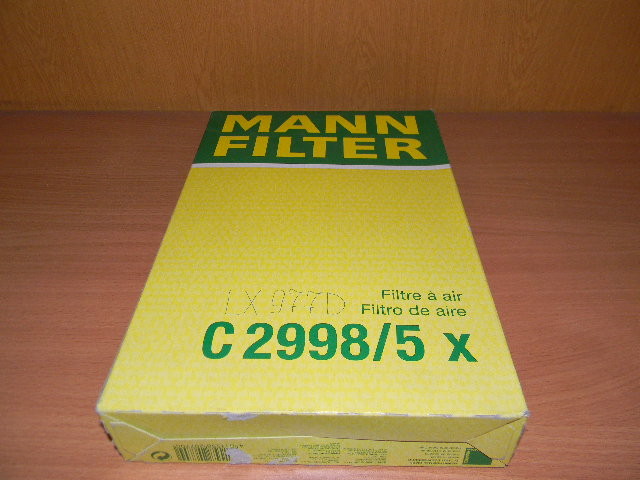 MANN
FILTER
LX 977D
Filtre à air
Filtro de aire
C 2998/5 x